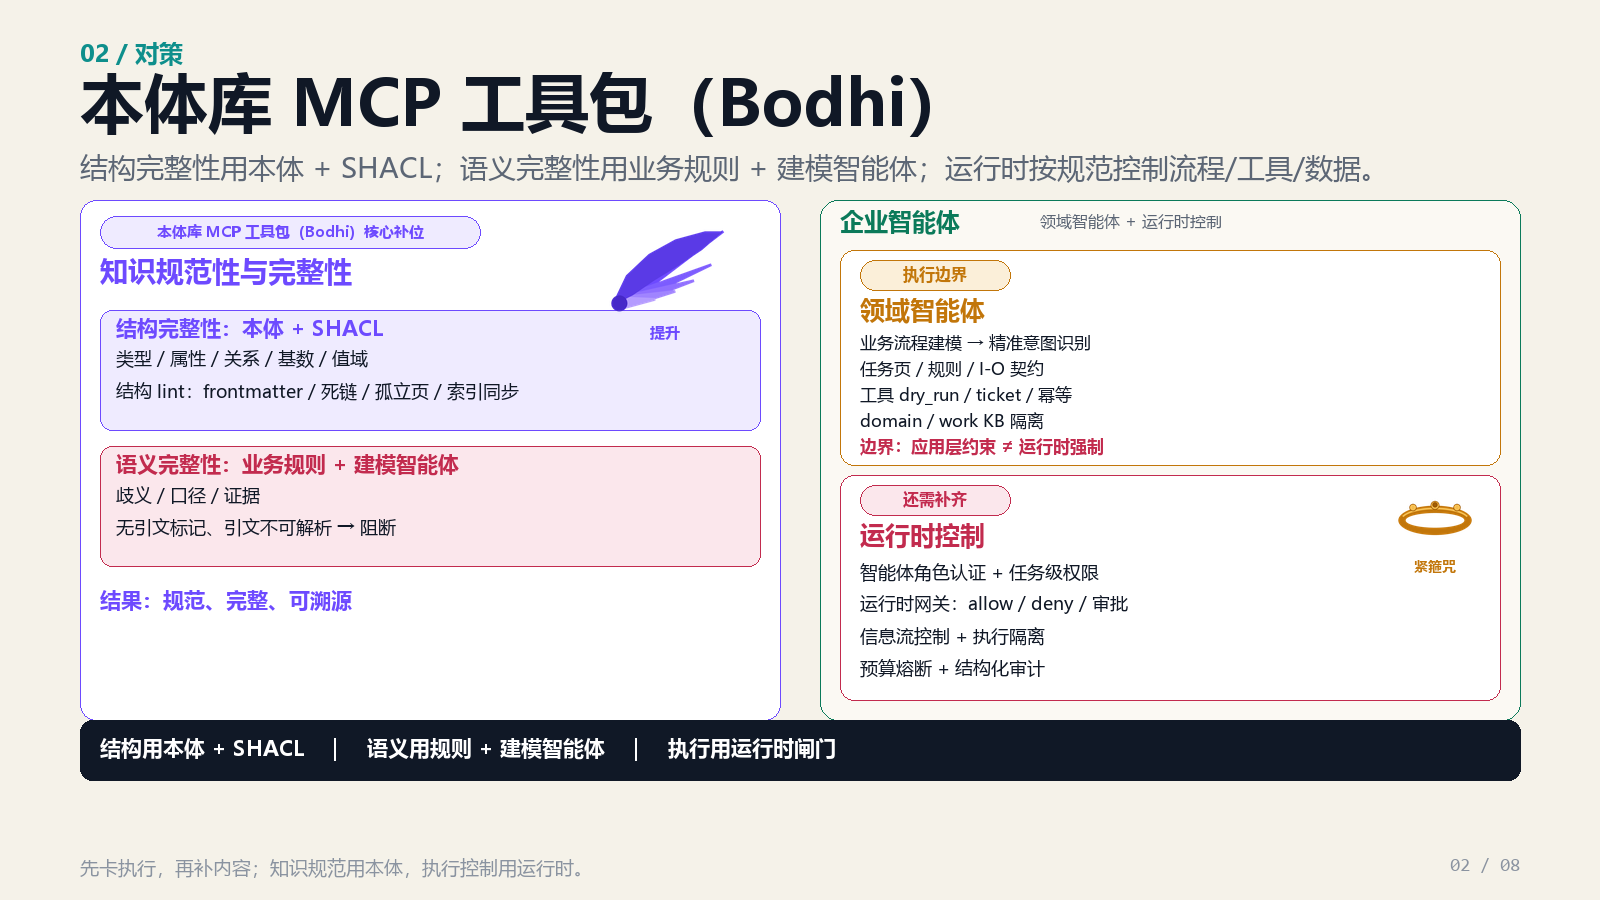 02 / 对策
本体库 MCP 工具包（Bodhi）
结构完整性用本体 + SHACL；语义完整性用业务规则 + 建模智能体；运行时按规范控制流程/工具/数据。
本体库 MCP 工具包（Bodhi）核心补位
知识规范性与完整性
提升
结构完整性：本体 + SHACL
类型 / 属性 / 关系 / 基数 / 值域
结构 lint：frontmatter / 死链 / 孤立页 / 索引同步
语义完整性：业务规则 + 建模智能体
歧义 / 口径 / 证据
无引文标记、引文不可解析 → 阻断
结果：规范、完整、可溯源
企业智能体
领域智能体 + 运行时控制
执行边界
领域智能体
业务流程建模 → 精准意图识别
任务页 / 规则 / I-O 契约
工具 dry_run / ticket / 幂等
domain / work KB 隔离
边界：应用层约束 ≠ 运行时强制
还需补齐
运行时控制
紧箍咒
智能体角色认证 + 任务级权限
运行时网关：allow / deny / 审批
信息流控制 + 执行隔离
预算熔断 + 结构化审计
结构用本体 + SHACL ｜ 语义用规则 + 建模智能体 ｜ 执行用运行时闸门
先卡执行，再补内容；知识规范用本体，执行控制用运行时。
02 / 08